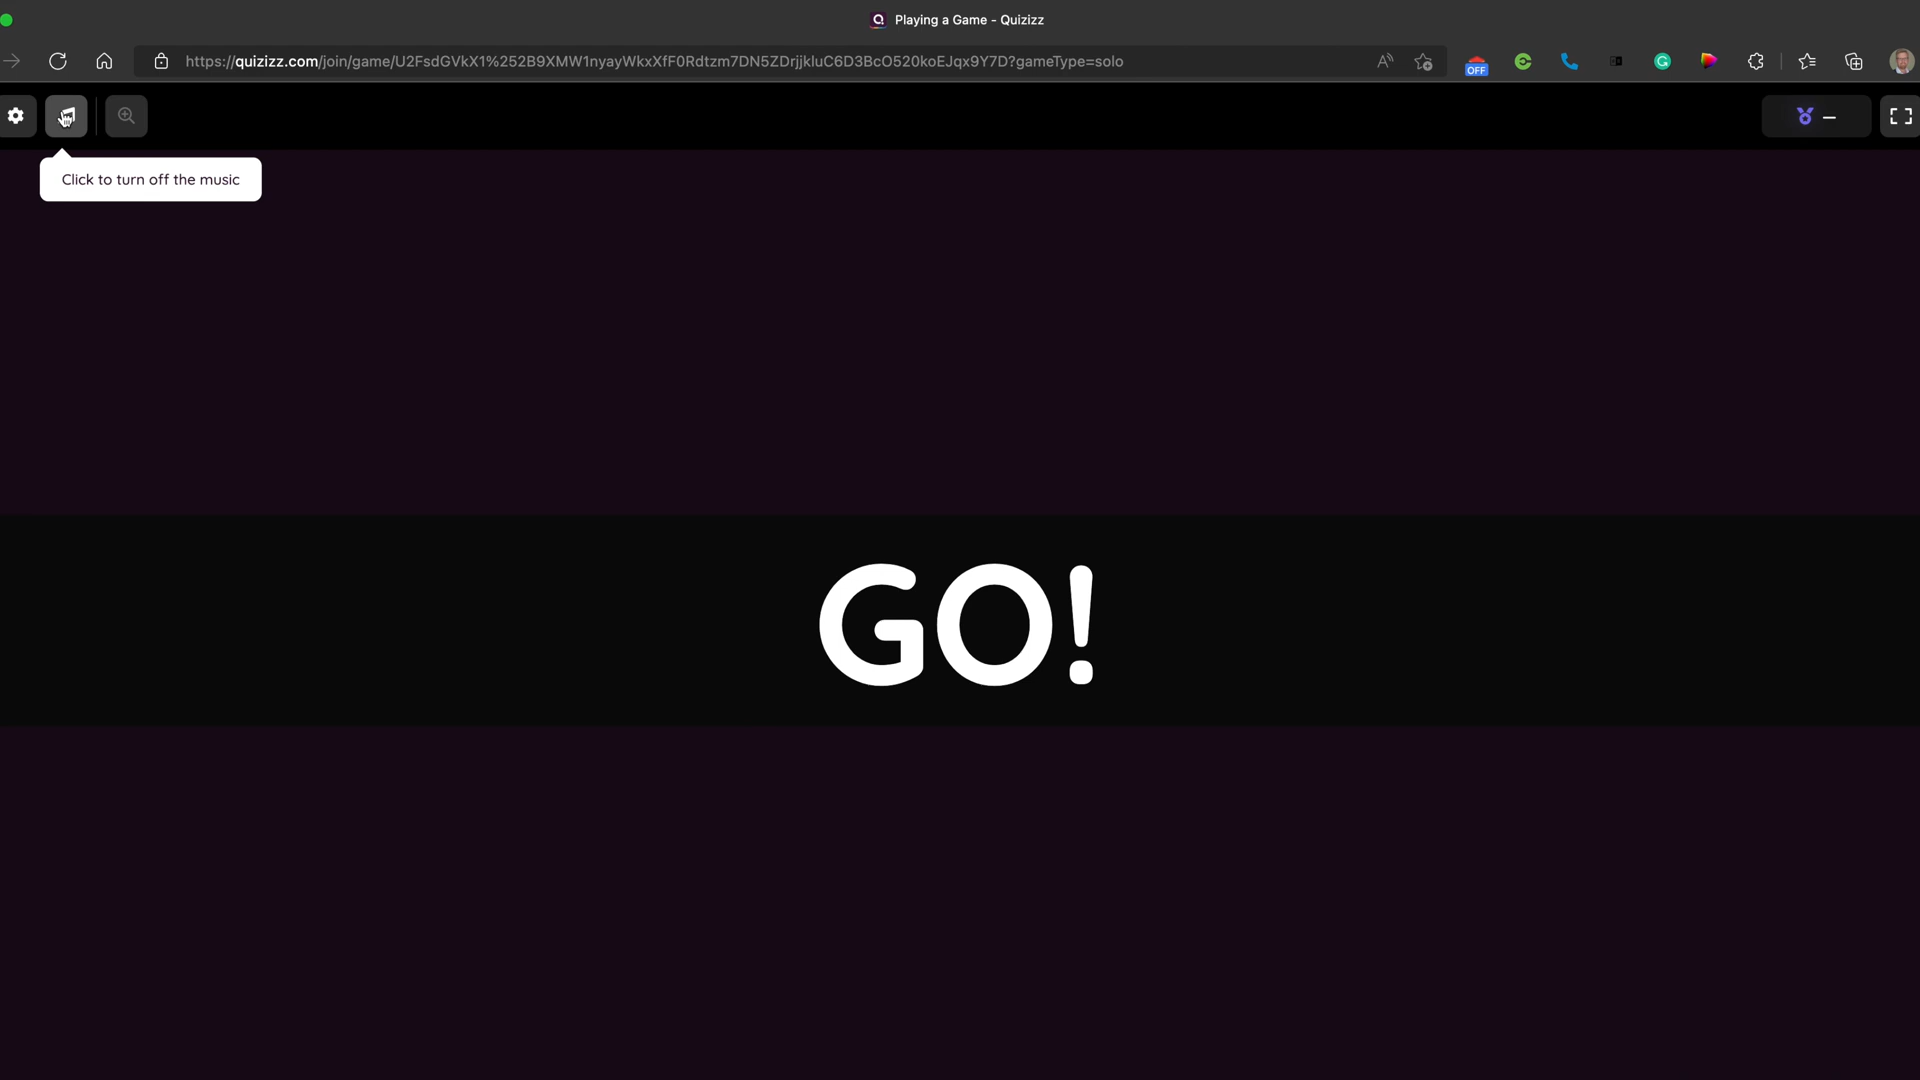 Playing a Game - Quizizz
https://quizizz.com/join/game/U2FsdGVkX1%252B9XMW1nyayWkxXfF0Rdtzm7DN5ZDrjjkluC6D3BcO520koEJqx9Y7D?gameType=solo
OFF
Click to turn off the music
GO!